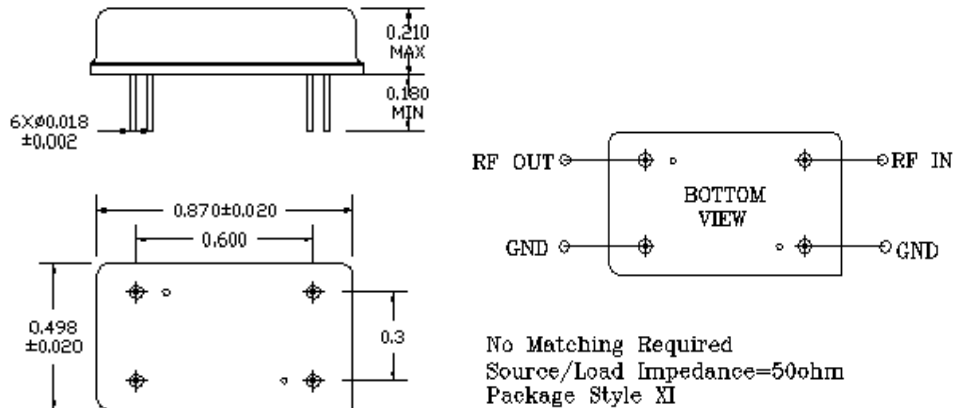 0.210
MAX
0.180
MIN
6XØ0.018
±0.002
0.870±0.020
0.600
0.498
±0.020
0.3
RF OUT
RF IN
BOTTOM
VIEW
GND
GND
No Matching Required
Source/Load Impedance=50ohm
Package Style XI